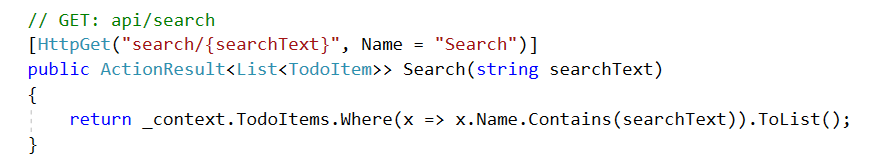 // GET: api/search
[HttpGet("search/{searchText}", Name = "Search")]
public ActionResult<List<TodoItem>> Search(string searchText)
{
    return _context.TodoItems.Where(x => x.Name.Contains(searchText)).ToList();
}